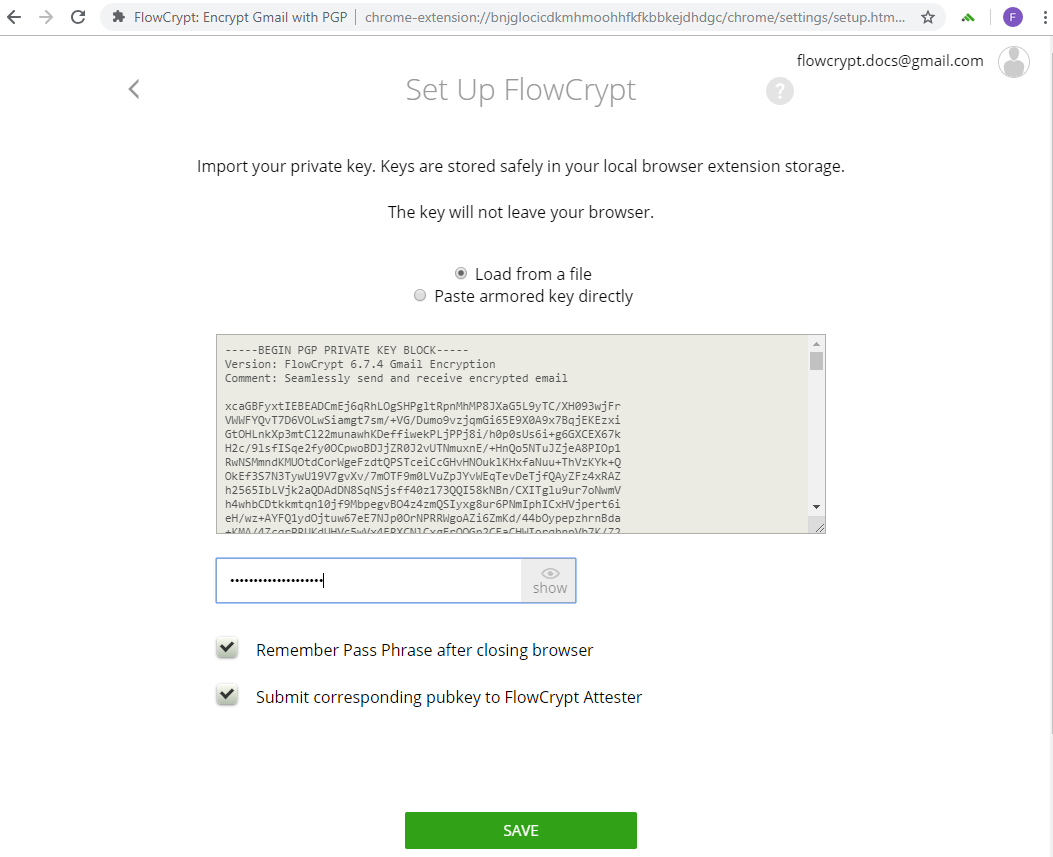 FlowCrypt: Encrypt Gmail with PGP | chrome-extension://bnjglocicdkmhmoohhfkfkbbkejdhdgc/chrome/settings/setup.htm...
F
flowcrypt.docs@gmail.com
Set Up FlowCrypt
?
Import your private key. Keys are stored safely in your local browser extension storage.
The key will not leave your browser.
Load from a file
Paste armored key directly
-----BEGIN PGP PRIVATE KEY BLOCK-----
Version: FlowCrypt 6.7.4 Gmail Encryption
Comment: Seamlessly send and receive encrypted email
xcaGBFyxtIEBEADCmEj6qRhLOgSHPgltRpnMhMP8JXaG5L9yTC/XH093wjFr
VWWFYQvT7D6VOLwSiamgt7sm/+VG/Dumo9vzjqmGi65E9X0A9x7BqjEKEzxi
GtOHLnkXp3mtCl22munawhKDeffiwekPLjPPj8i/h0p0sUs6i+g6GXCEX67k
H2c/9lsfISqe2fy0OCpwoBDJjZR0J2vUTNmuxnE/+HnQo5NTuJZjeA8PIOp1
RwNSMmndKMUOtdCorWgeFzdtQPSTceiCcGHvHNOuklKHxfaNuu+ThVzKYk+Q
OkEf3S7N3TywU19V7gvXv/7mOTF9m0LVuZpJYvWEqTevDeTjfQAyZFz4xRAZ
h2565IbLVjk2aQDAdDN8SqNSjsff40z173QQI58kNBn/CXITglu9ur7oNwmV
h4whbCDtkkmtqn10jf9MbpegvBO4z4zmQSIyxg8ur6PNmIphICxHVjpert6i
eH/wz+AYFQ1ydOjtuw67eE7NJp0OrNPRRWgoAZi6ZmKd/44bOypepzhrnBda
show
Remember Pass Phrase after closing browser
Submit corresponding pubkey to FlowCrypt Attester
SAVE